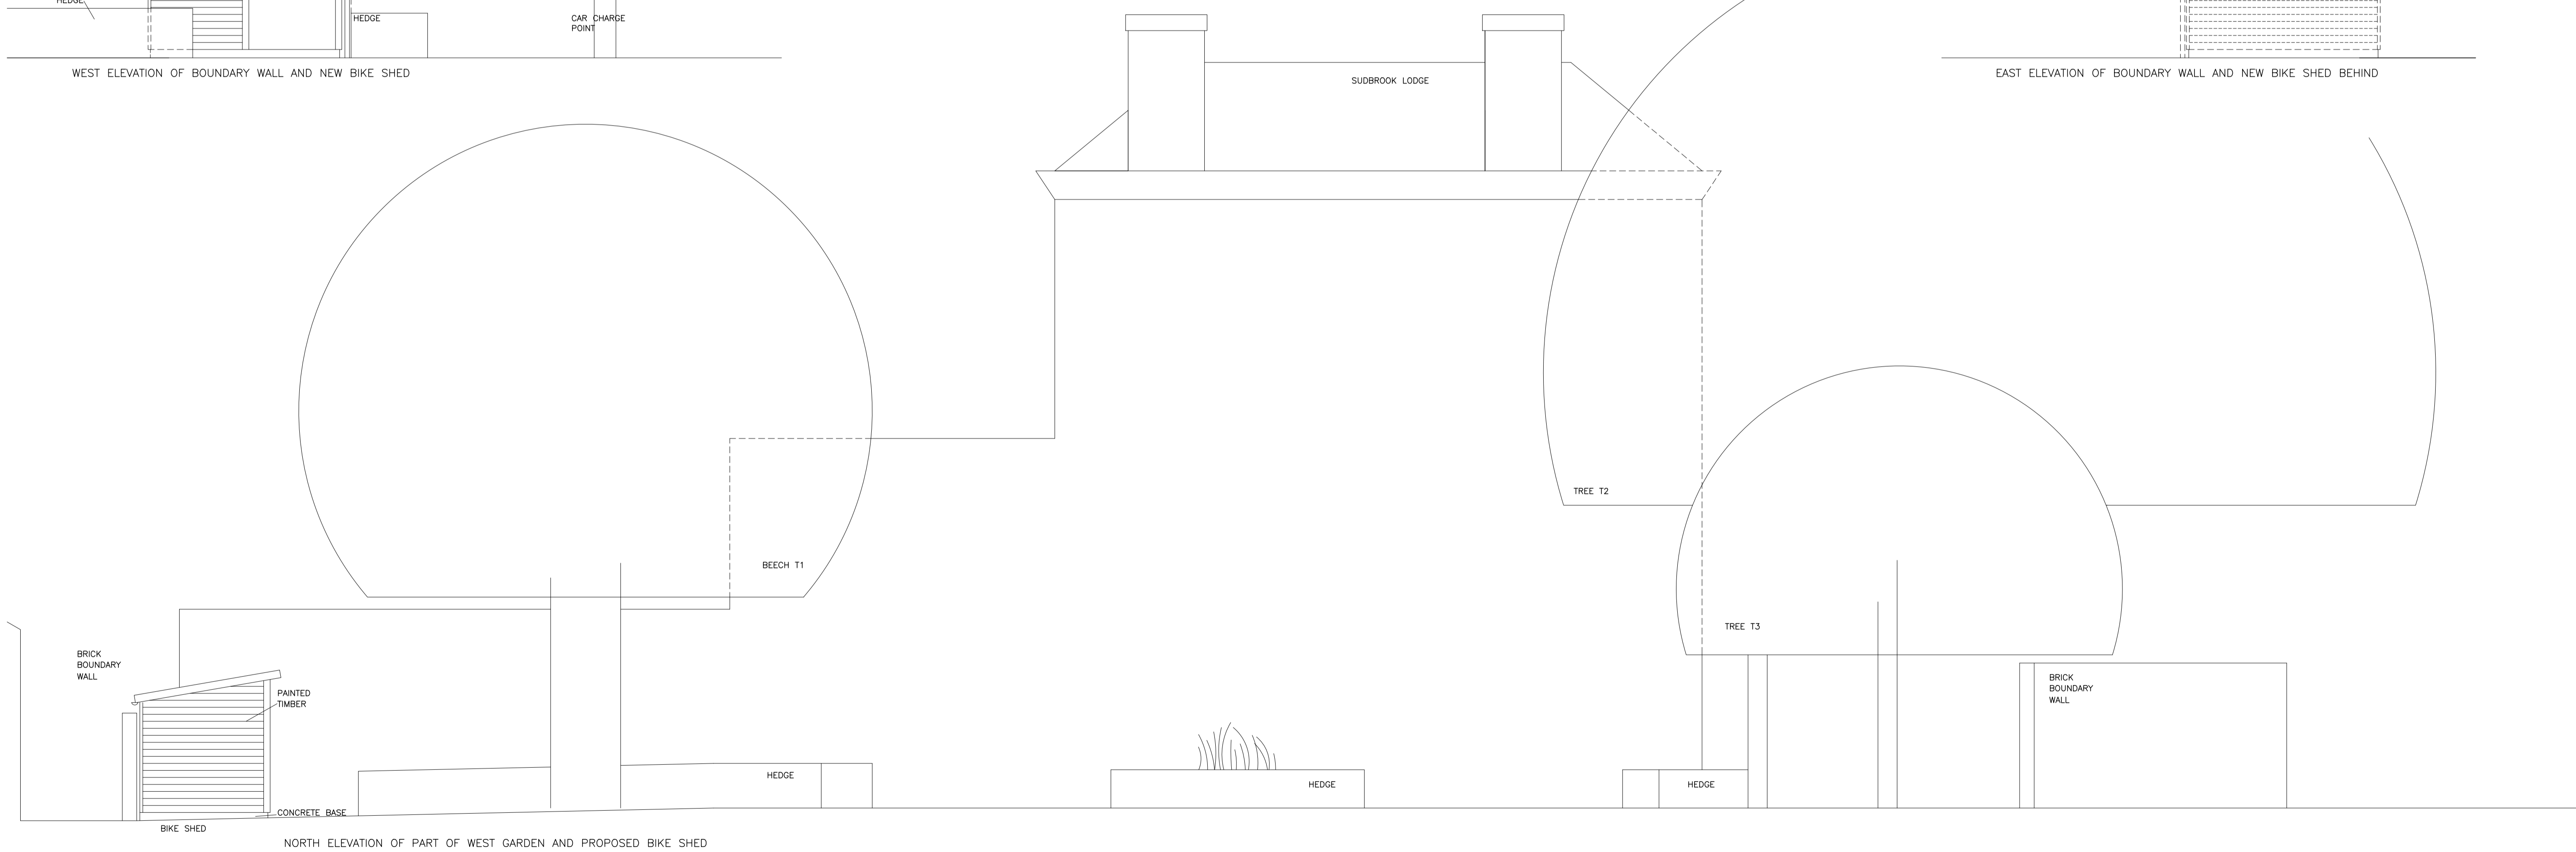 HEDGE
HEDGE
CAR CHARGE
POINT
WEST ELEVATION OF BOUNDARY WALL AND NEW BIKE SHED
SUDBROOK LODGE
EAST ELEVATION OF BOUNDARY WALL AND NEW BIKE SHED BEHIND
TREE T2
BEECH T1
TREE T3
BRICK
BOUNDARY
WALL
PAINTED
TIMBER
BRICK
BOUNDARY
WALL
HEDGE
HEDGE
HEDGE
CONCRETE BASE
BIKE SHED
NORTH ELEVATION OF PART OF WEST GARDEN AND PROPOSED BIKE SHED